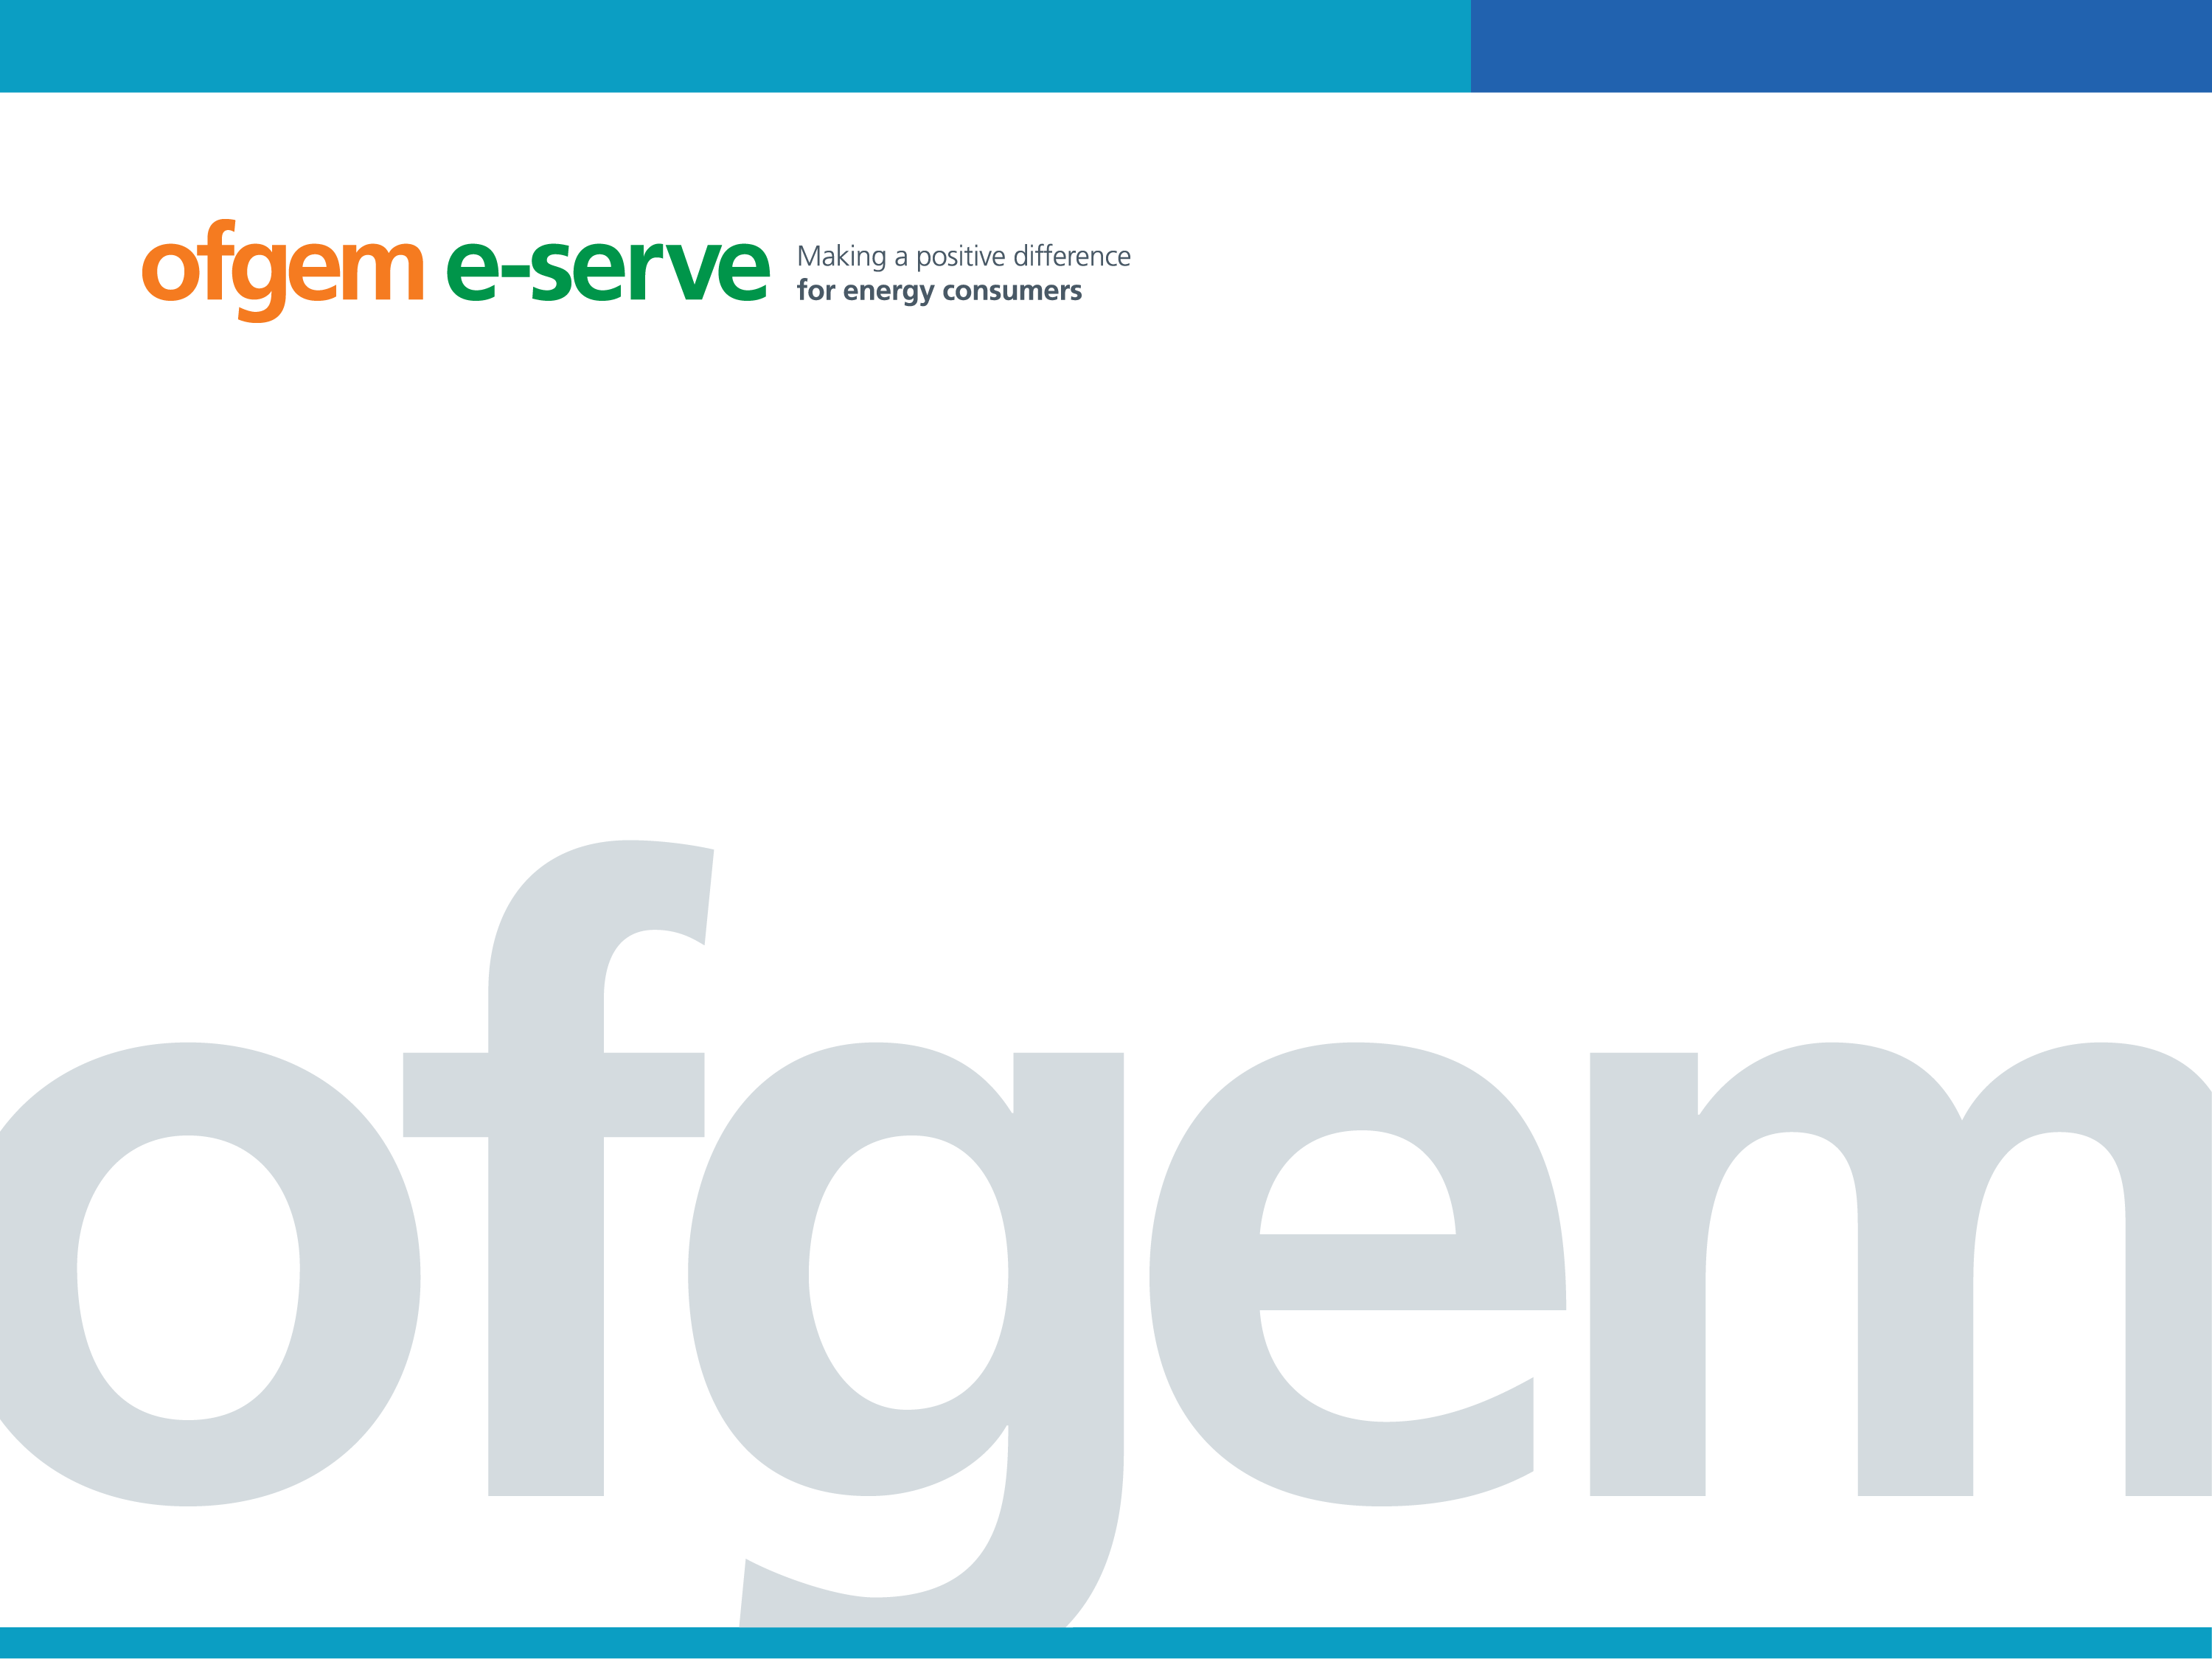 ofgem e-serve
Making a positive difference
for energy consumers
ofgem